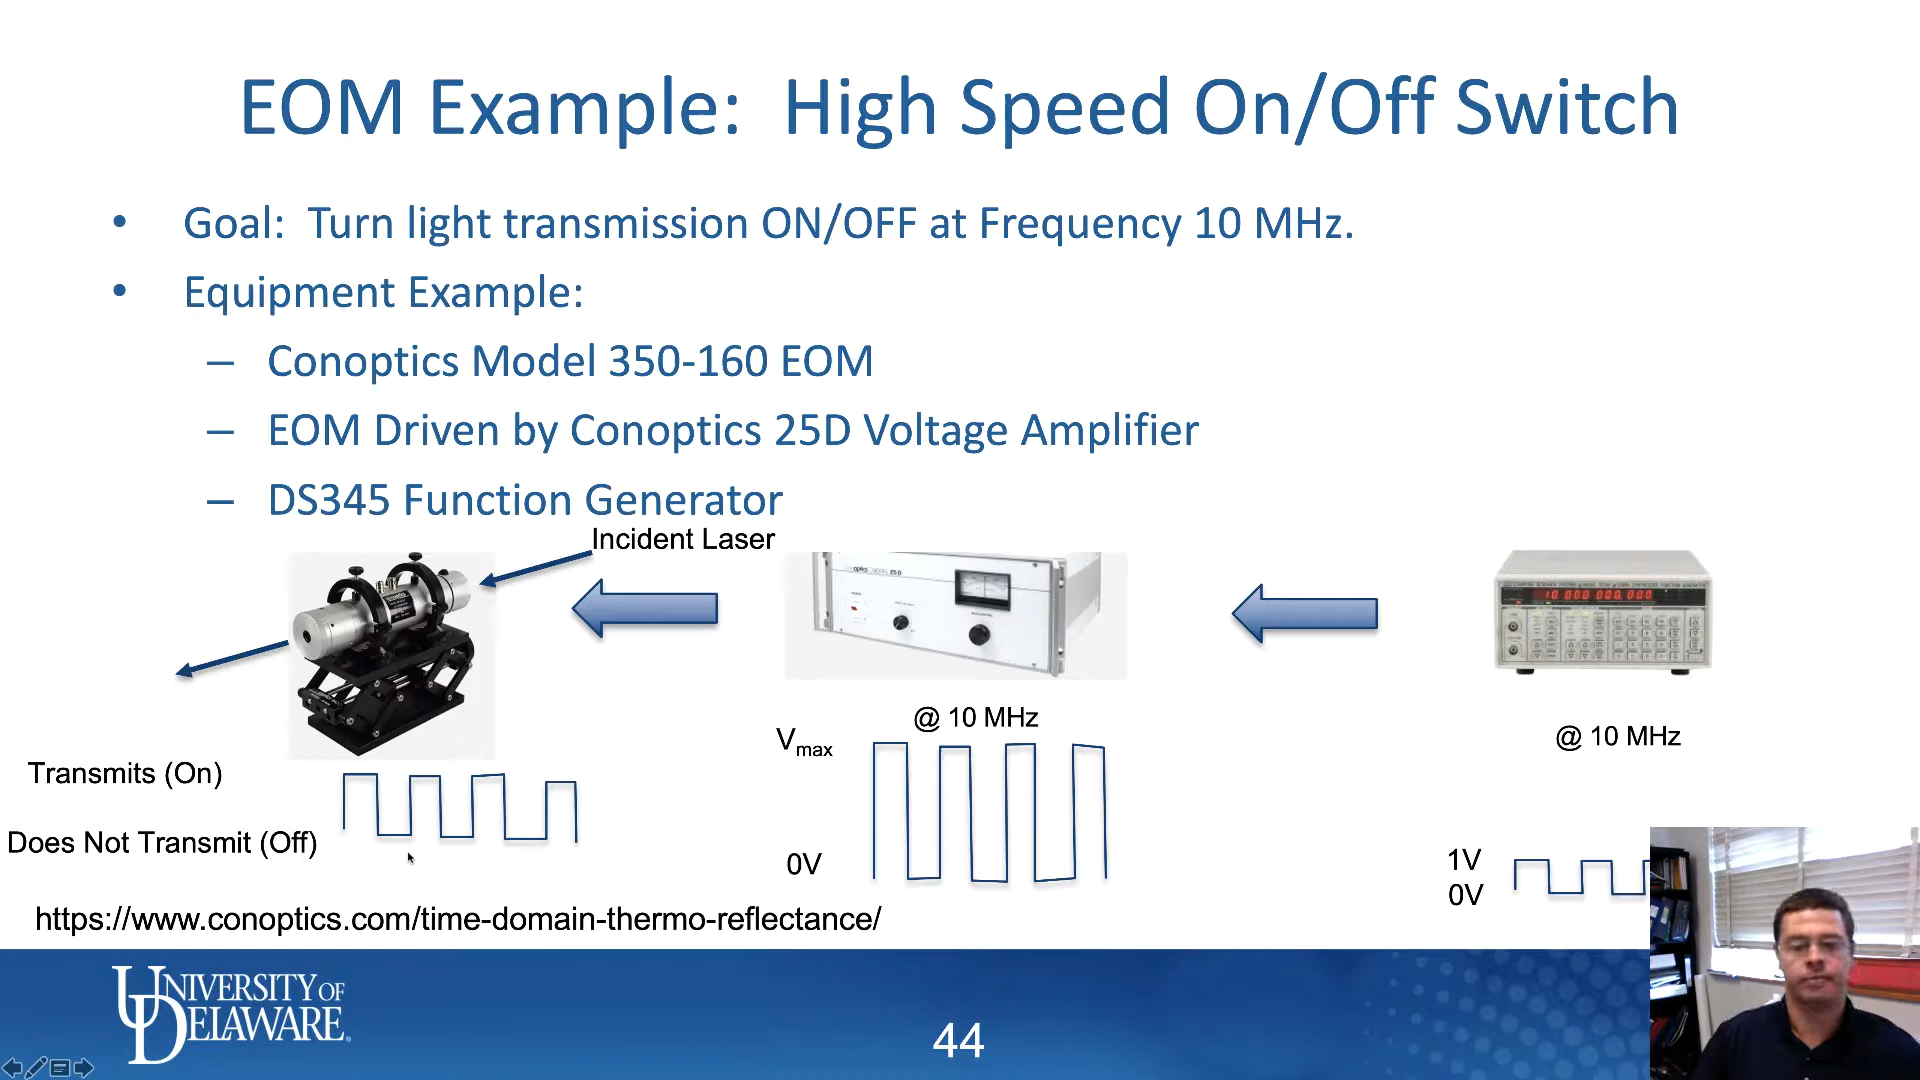 EOM Example: High Speed On/Off Switch
• Goal: Turn light transmission ON/OFF at Frequency 10 MHz.
• Equipment Example:
– Conoptics Model 350-160 EOM
– EOM Driven by Conoptics 25D Voltage Amplifier
– DS345 Function Generator
Incident Laser
10 000 000.000
@ 10 MHz
Vmax
@ 10 MHz
Transmits (On)
Does Not Transmit (Off)
0V
1V
0V
https://www.conoptics.com/time-domain-thermo-reflectance/
UNIVERSITY OF
DELAWARE.
44